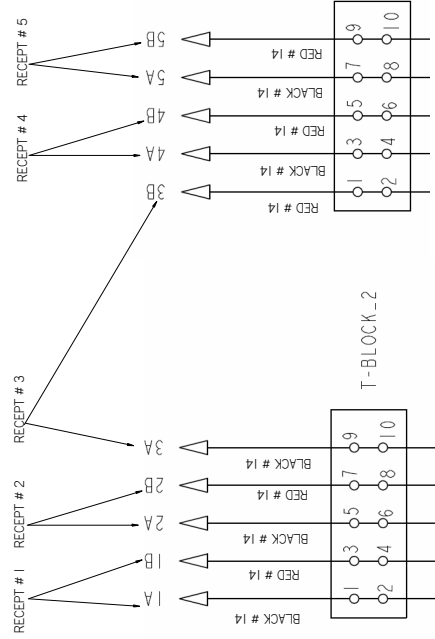 RECEPT # 5
5B
RED # 14
9
10
5A
BLACK # 14
7
8
RECEPT # 4
4B
RED # 14
5
6
4A
BLACK # 14
3
4
3B
RED # 14
1
2
T-BLOCK_2
RECEPT # 3
3A
BLACK # 14
9
10
RECEPT # 2
2B
RED # 14
7
8
2A
BLACK # 14
5
6
RECEPT # 1
1B
RED # 14
3
4
1A
BLACK # 14
1
2